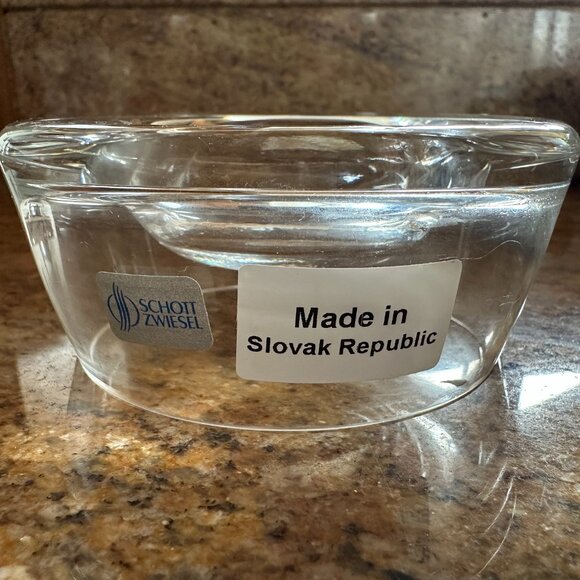 SCHOTT
ZWIESEL
Made in
Slovak Republic